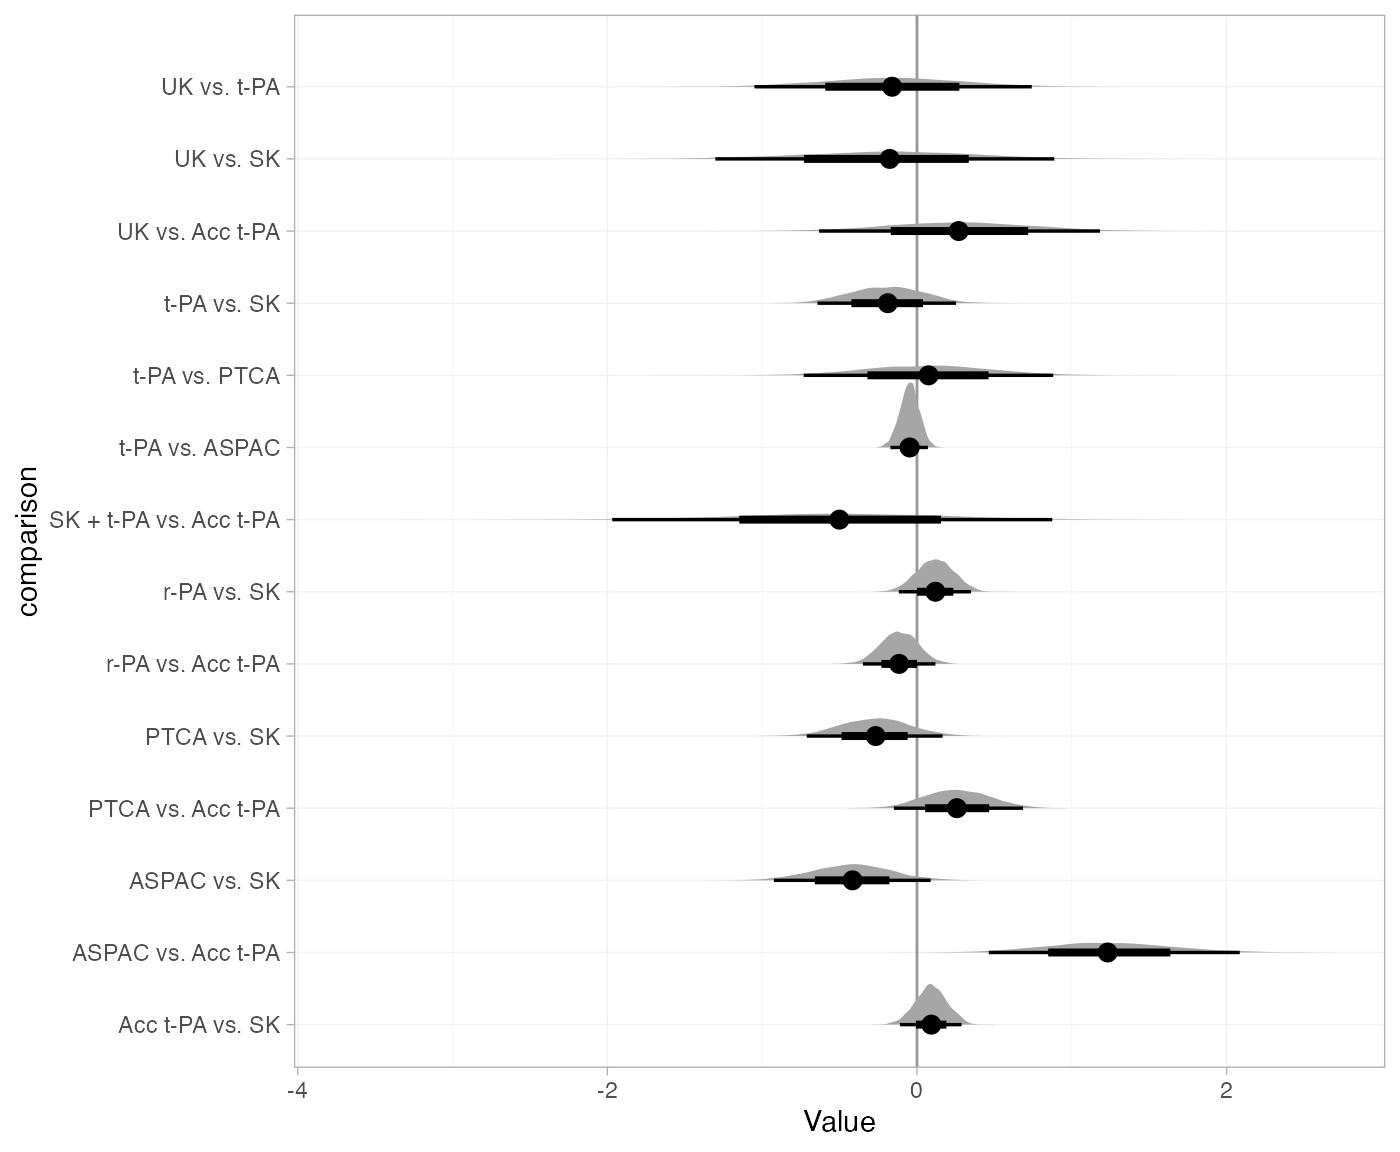 UK vs. t-PA
UK vs. SK
UK vs. Acc t-PA
t-PA vs. SK
t-PA vs. PTCA
t-PA vs. ASPAC
SK + t-PA vs. Acc t-PA
r-PA vs. SK
r-PA vs. Acc t-PA
PTCA vs. SK
PTCA vs. Acc t-PA
ASPAC vs. SK
ASPAC vs. Acc t-PA
Acc t-PA vs. SK
comparison
-4 -2 0 2
Value